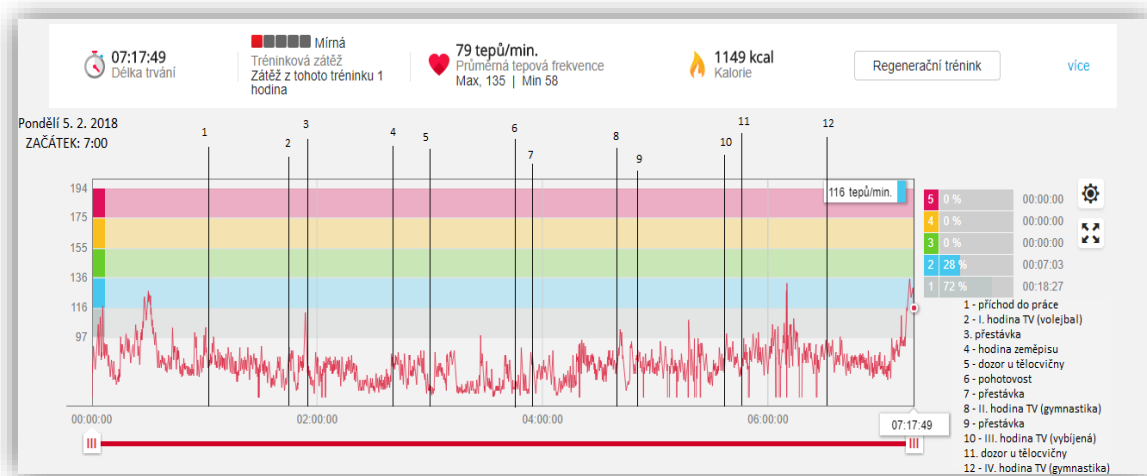 07:17:49
Délka trvání
Mírná
Tréninková zátěž
Zátěž z tohoto tréninku 1
hodina
79 tepů/min.
Průměrná tepová frekvence
Max, 135 | Min 58
1149 kcal
Kalorie
Regenerační trénink
více
Pondělí 5. 2. 2018
ZAČÁTEK: 7:00
1
2
3
4
5
6
7
8
9
10
11
12
194
175
155
136
116
97
116 tepů/min.
5 0 % 00:00:00
4 0 % 00:00:00
3 0 % 00:00:00
2 28 % 00:07:03
1 72 % 00:18:27
00:00:00
02:00:00
04:00:00
06:00:00
07:17:49
1 - příchod do práce
2 - I. hodina TV (volejbal)
3. přestávka
4 - hodina zeměpisu
5 - dozor u tělocvičny
6 - pohotovost
7 - přestávka
8 - II. hodina TV (gymnastika)
9 - přestávka
10 - III. hodina TV (vybíjená)
11. dozor u tělocvičny
12 - IV. hodina TV (gymnastika)